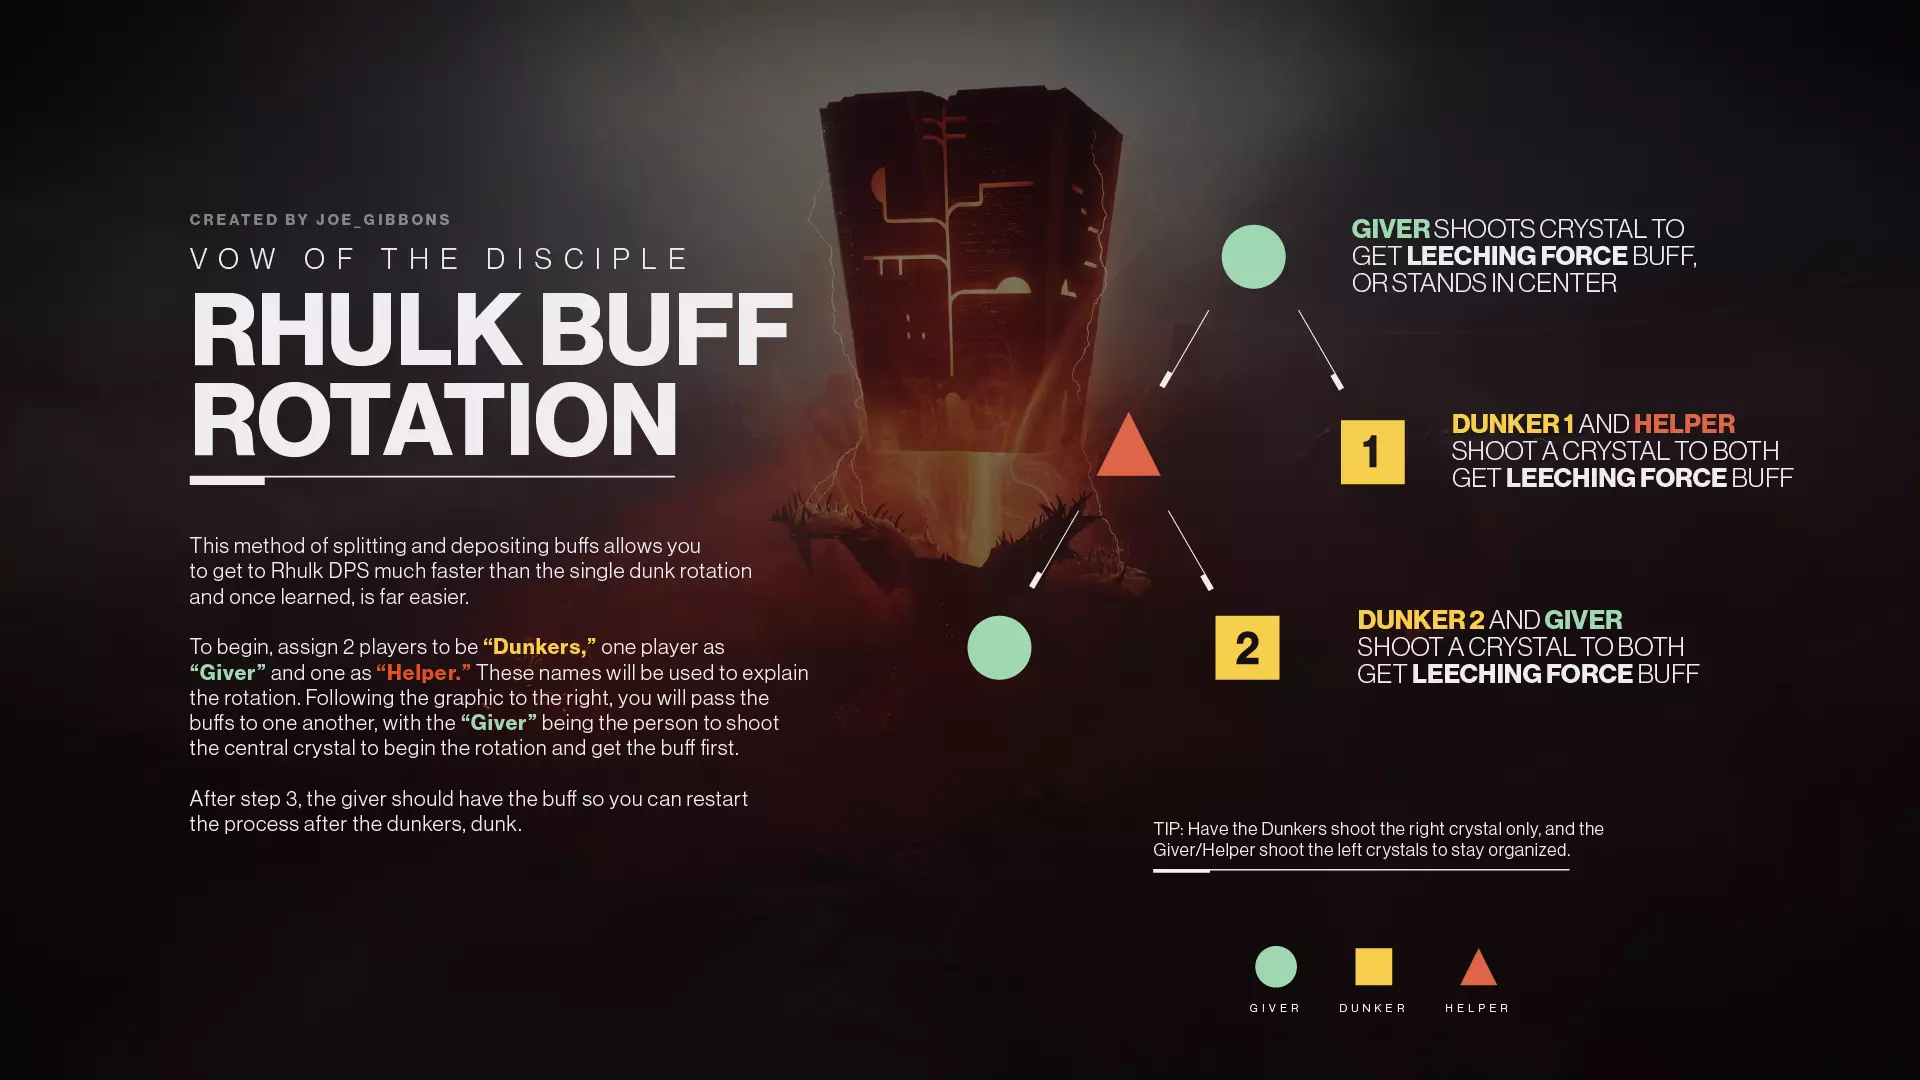 CREATED BY JOE_GIBBONS
VOW OF THE DISCIPLE
RHULK BUFF
ROTATION
This method of splitting and depositing buffs allows you
to get to Rhulk DPS much faster than the single dunk rotation
and once learned, is far easier.
To begin, assign 2 players to be “Dunkers,” one player as
“Giver” and one as “Helper.” These names will be used to explain
the rotation. Following the graphic to the right, you will pass the
buffs to one another, with the “Giver” being the person to shoot
the central crystal to begin the rotation and get the buff first.
After step 3, the giver should have the buff so you can restart
the process after the dunkers, dunk.
GIVER SHOOTS CRYSTAL TO
GET LEECHING FORCE BUFF,
OR STANDS IN CENTER
1
DUNKER 1 AND HELPER
SHOOT A CRYSTAL TO BOTH
GET LEECHING FORCE BUFF
2
DUNKER 2 AND GIVER
SHOOT A CRYSTAL TO BOTH
GET LEECHING FORCE BUFF
TIP: Have the Dunkers shoot the right crystal only, and the
Giver/Helper shoot the left crystals to stay organized.
GIVER
DUNKER
HELPER